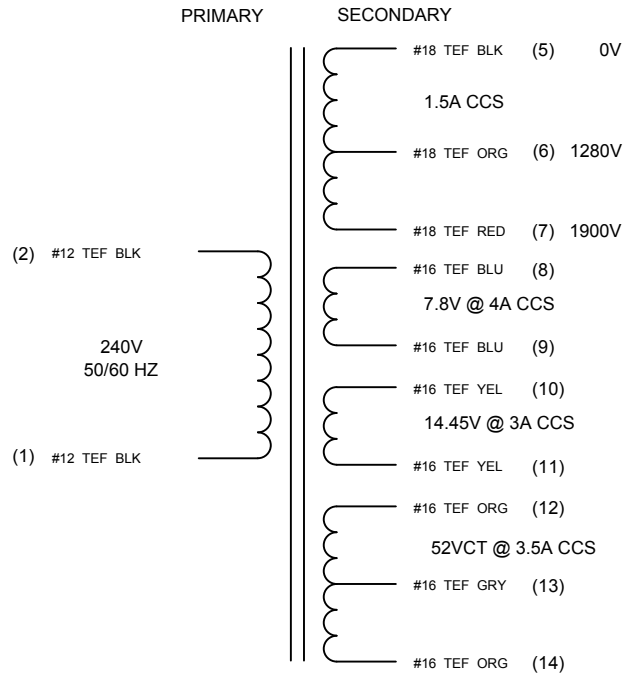 PRIMARY SECONDARY
#18 TEF BLK (5) 0V
1.5A CCS
#18 TEF ORG (6) 1280V
#18 TEF RED (7) 1900V
(2) #12 TEF BLK
#16 TEF BLU (8)
7.8V @ 4A CCS
240V
50/60 HZ
#16 TEF BLU (9)
#16 TEF YEL (10)
14.45V @ 3A CCS
(1) #12 TEF BLK
#16 TEF YEL (11)
#16 TEF ORG (12)
52VCT @ 3.5A CCS
#16 TEF GRY (13)
#16 TEF ORG (14)